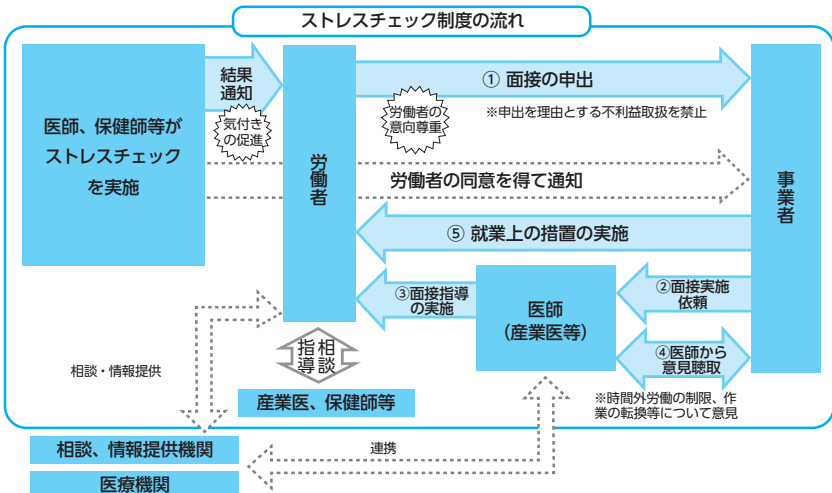 ストレスチェック制度の流れ
医師、保健師等が
ストレスチェック
を実施
結果
通知
気付き
の促進
労働者
① 面接の申出
労働者の
意向尊重
※申出を理由とする不利益取扱を禁止
労働者の同意を得て通知
事業者
⑤ 就業上の措置の実施
②面接実施
依頼
③面接指導
の実施
医師
（産業医等）
④医師から
意見聴取
※時間外労働の制限、作
業の転換等について意見
相談
指導
産業医、保健師等
相談・情報提供
相談、情報提供機関
医療機関
連携